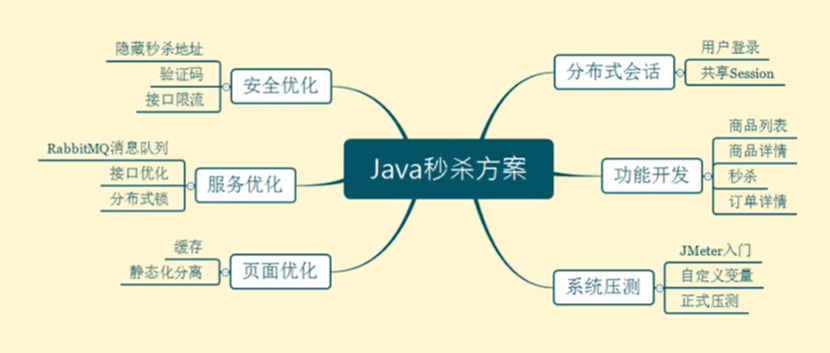 Java秒杀方案
分布式会话
用户登录
共享Session
功能开发
商品列表
商品详情
秒杀
订单详情
系统压测
JMeter入门
自定义变量
正式压测
安全优化
隐藏秒杀地址
验证码
接口限流
服务优化
RabbitMQ消息队列
接口优化
分布式锁
页面优化
缓存
静态化分离